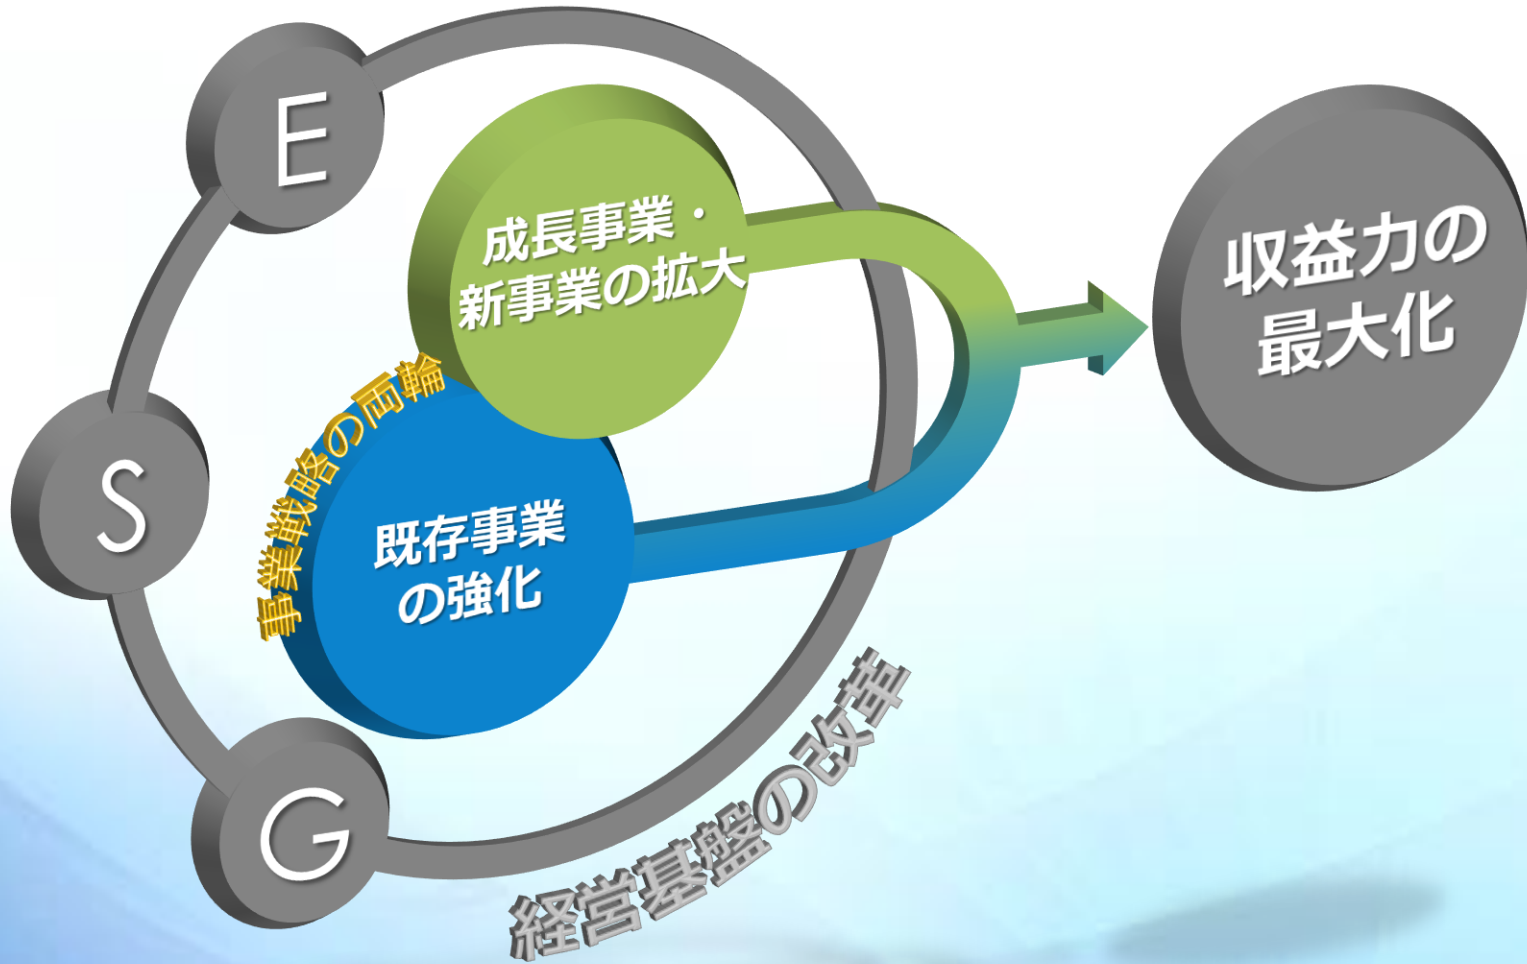 E
S
G
成長事業・
新事業の拡大
事業戦略の両輪
既存事業
の強化
経営基盤の改革
収益力の
最大化